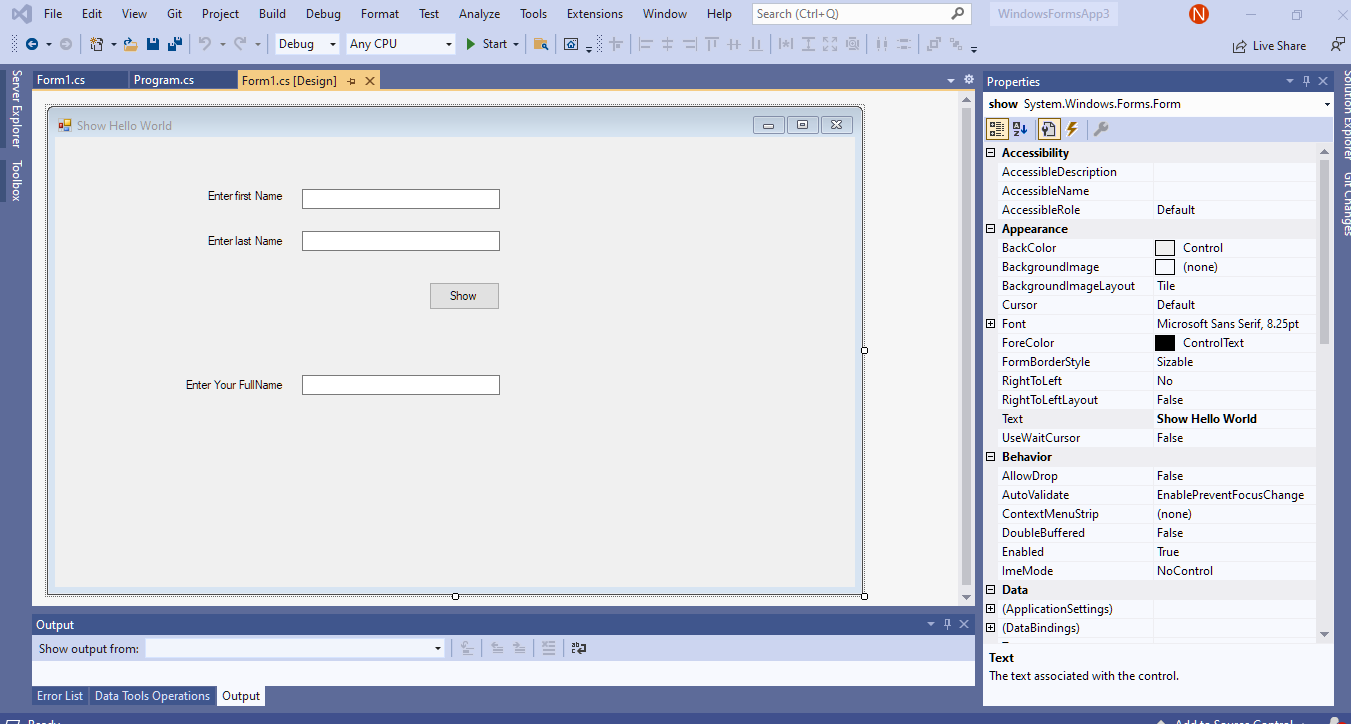 File Edit View Git Project Build Debug Format Test Analyze Tools Extensions Window Help Search (Ctrl+Q) WindowsFormsApp3 N
Debug Any CPU Start Live Share
Server Explorer
Toolbox
Form1.cs Program.cs Form1.cs [Design]
Show Hello World
Enter first Name
Enter last Name
Show
Enter Your FullName
Output
Show output from:
Error List Data Tools Operations Output
Properties
show System.Windows.Forms.Form
Accessibility
AccessibleDescription
AccessibleName
AccessibleRole Default
Appearance
BackColor Control
BackgroundImage (none)
BackgroundImageLayout Tile
Cursor Default
Font Microsoft Sans Serif, 8.25pt
ForeColor ControlText
FormBorderStyle Sizable
RightToLeft No
RightToLeftLayout False
Text Show Hello World
UseWaitCursor False
Behavior
AllowDrop False
AutoValidate EnablePreventFocusChange
ContextMenuStrip (none)
DoubleBuffered False
Enabled True
ImeMode NoControl
Data
(ApplicationSettings)
(DataBindings)
Text
The text associated with the control.
Solution Explorer
Git Changes
Ready Add to Source Control